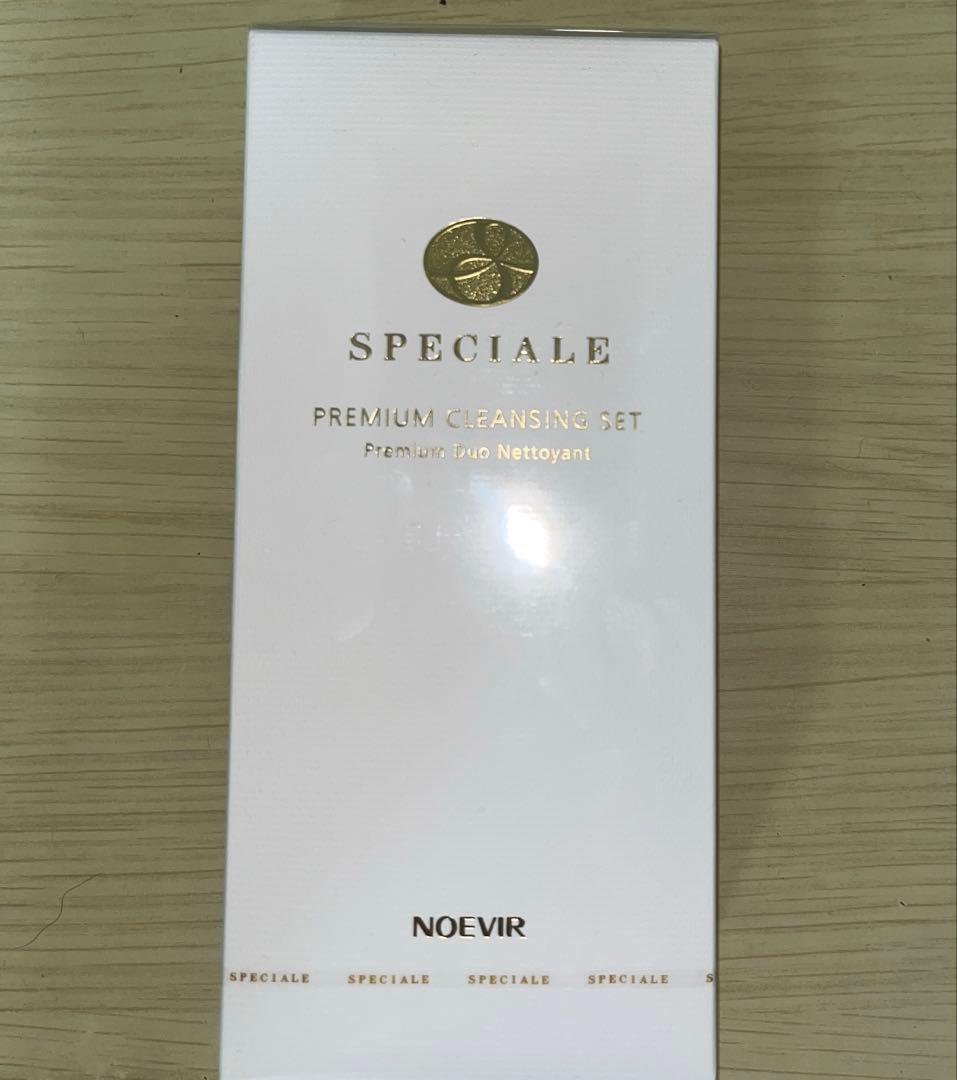 SPECIALE
PREMIUM CLEANSING SET
Premium Duo Nettoyant
NOEVIR
SPECIALE SPECIALE SPECIALE SPECIALE S